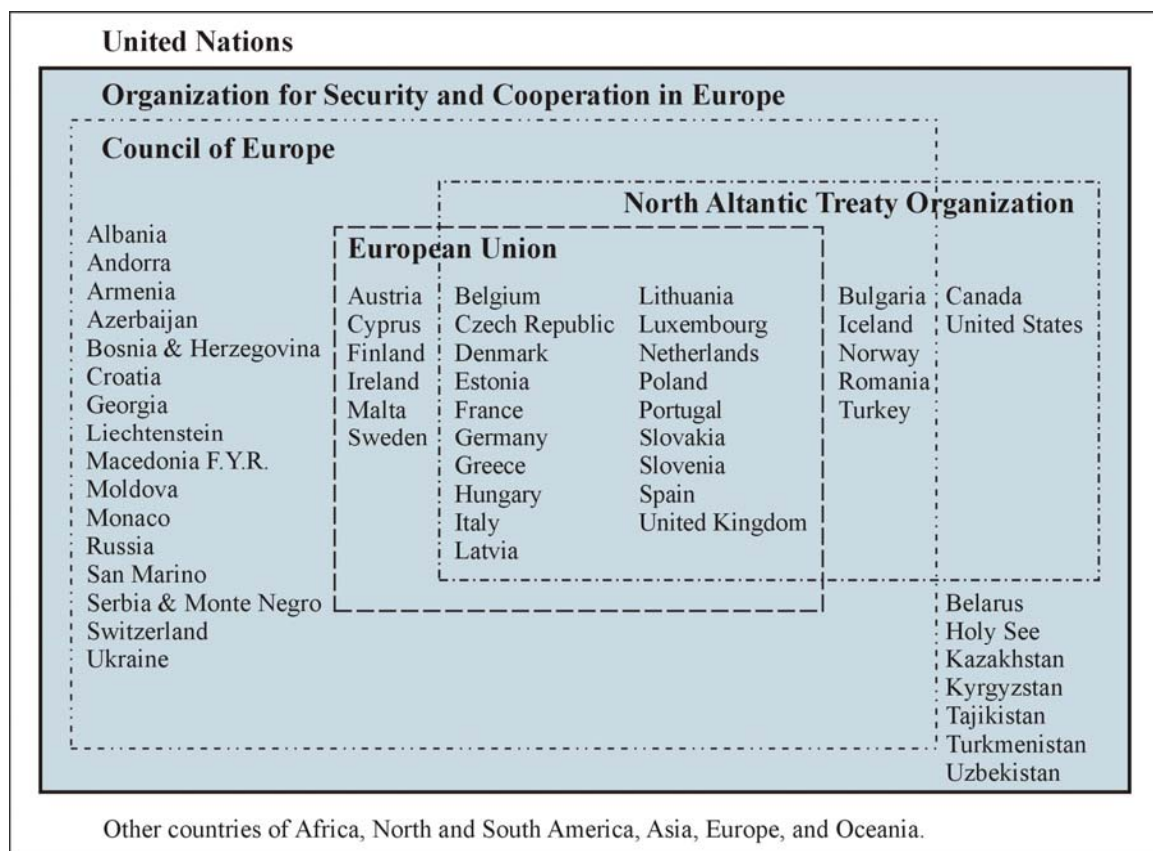 United Nations
Organization for Security and Cooperation in Europe
Council of Europe
North Altantic Treaty Organization
European Union
Albania
Andorra
Armenia
Azerbaijan
Bosnia & Herzegovina
Croatia
Georgia
Liechtenstein
Macedonia F.Y.R.
Moldova
Monaco
Russia
San Marino
Serbia & Monte Negro
Switzerland
Ukraine
Austria
Cyprus
Finland
Ireland
Malta
Sweden
Belgium
Czech Republic
Denmark
Estonia
France
Germany
Greece
Hungary
Italy
Latvia
Lithuania
Luxembourg
Netherlands
Poland
Portugal
Slovakia
Slovenia
Spain
United Kingdom
Bulgaria
Iceland
Norway
Romania
Turkey
Canada
United States
Belarus
Holy See
Kazakhstan
Kyrgyzstan
Tajikistan
Turkmenistan
Uzbekistan
Other countries of Africa, North and South America, Asia, Europe, and Oceania.